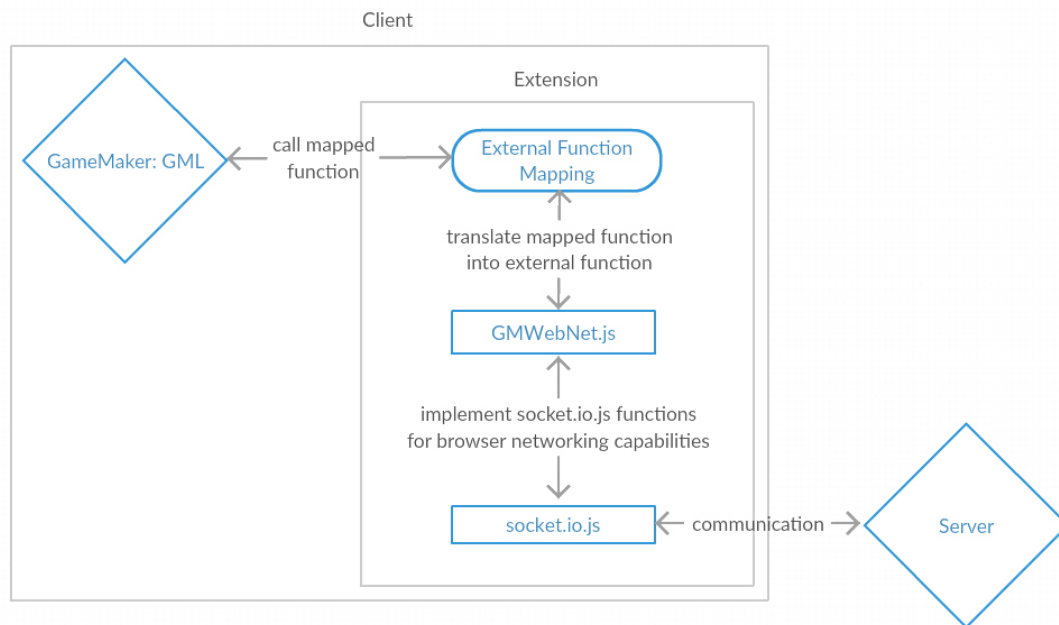 Client
Extension
GameMaker: GML
call mapped
function
External Function
Mapping
translate mapped function
into external function
GMWebNet.js
implement socket.io.js functions
for browser networking capabilities
socket.io.js
communication
Server